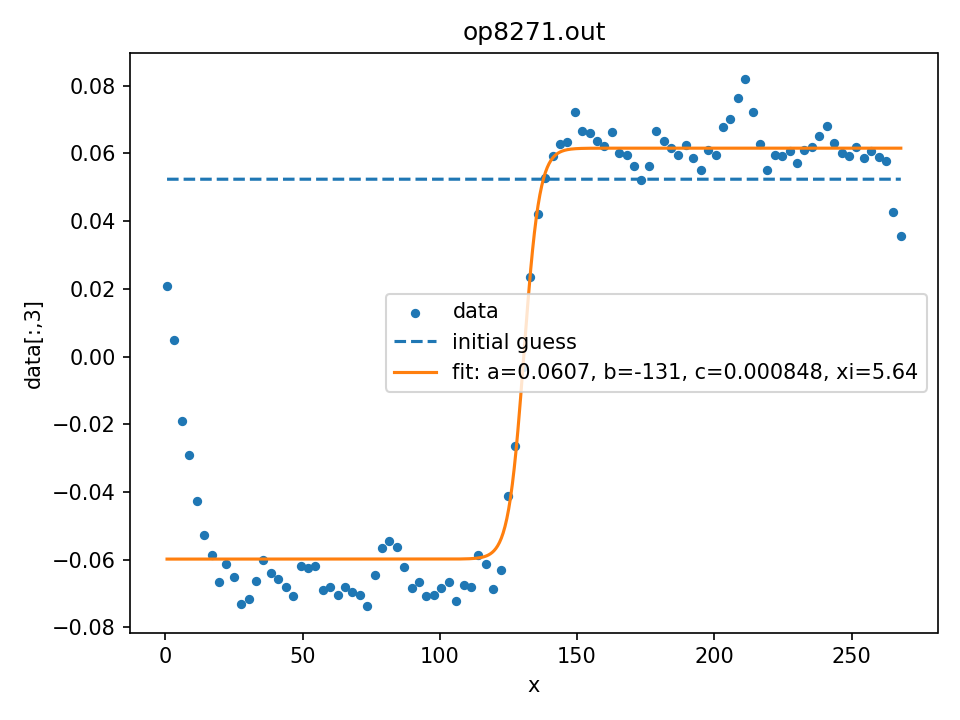 op8271.out
0.08
0.06
0.04
0.02
0.00
−0.02
−0.04
−0.06
−0.08
data[:,3]
data
initial guess
fit: a=0.0607, b=-131, c=0.000848, xi=5.64
0 50 100 150 200 250
x